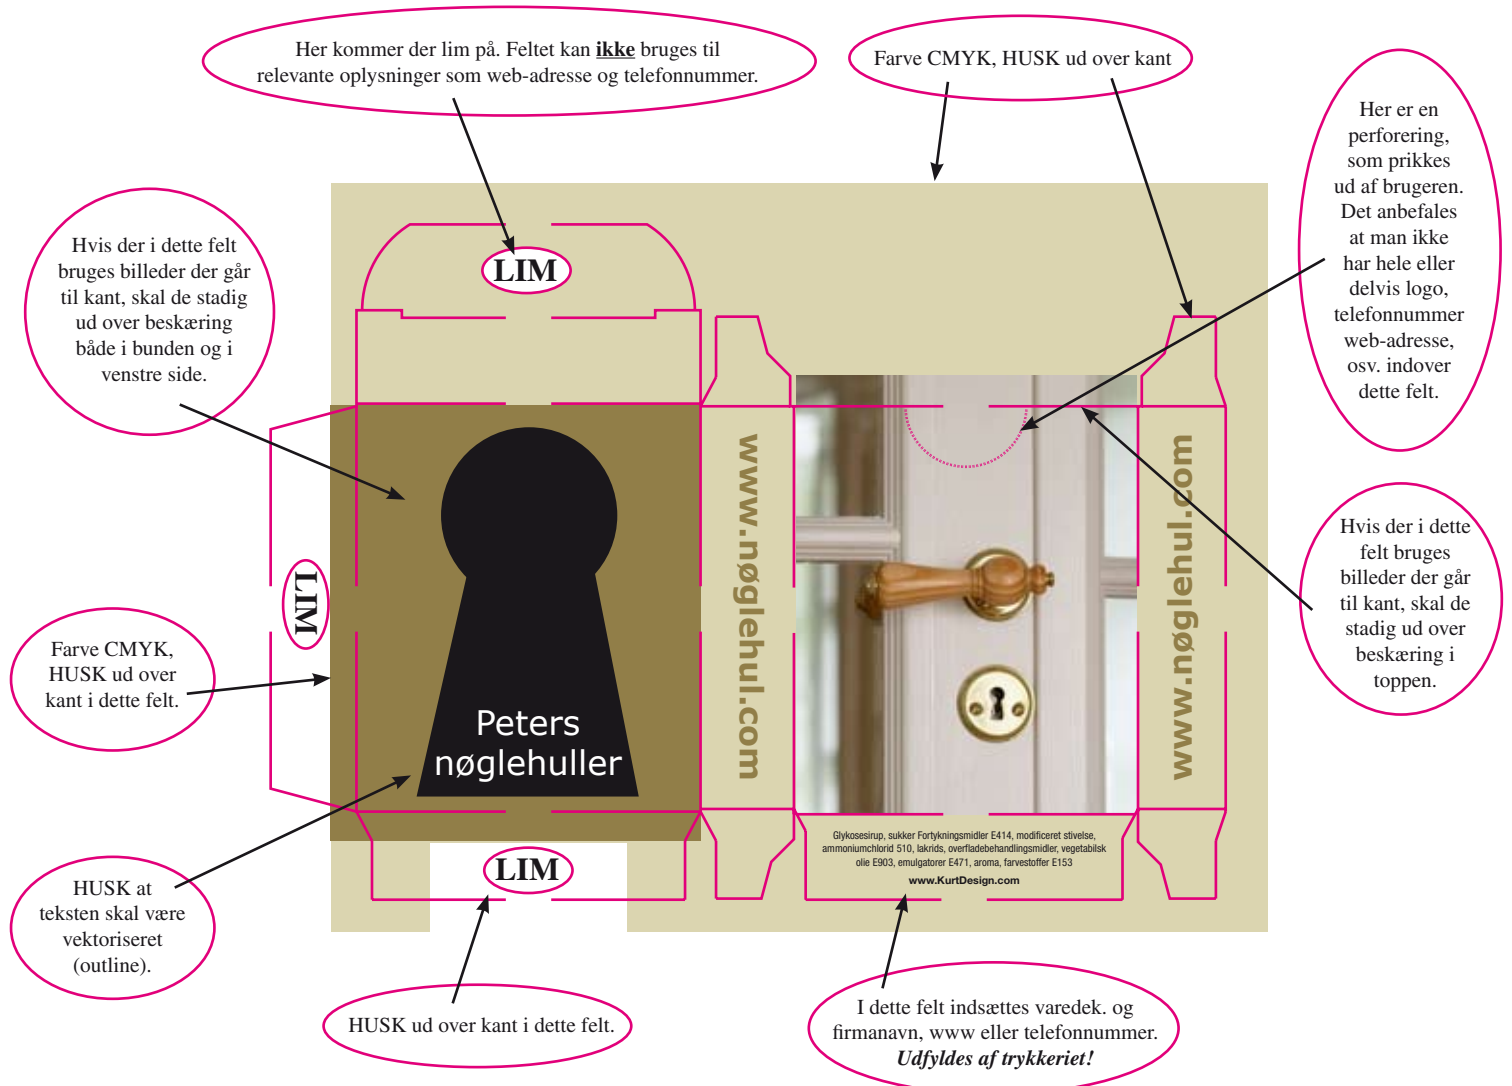 Her kommer der lim på. Feltet kan ikke bruges til
relevante oplysninger som web-adresse og telefonnummer.
Farve CMYK, HUSK ud over kant
Her er en
perforering,
som prikkes
ud af brugeren.
Det anbefales
at man ikke
har hele eller
delvis logo,
telefonnummer
web-adresse,
osv. indover
dette felt.
Hvis der i dette felt
bruges billeder der går
til kant, skal de stadig
ud over beskæring
både i bunden og i
venstre side.
LIM
www.nøglehul.com
www.nøglehul.com
Hvis der i dette
felt bruges
billeder der går
til kant, skal de
stadig ud over
beskæring i
toppen.
LIM
Farve CMYK,
HUSK ud over
kant i dette felt.
Peters
nøglehuller
Glykosesirup, sukker Fortykningsmidler E414, modificeret stivelse,
ammoniumchlorid 510, lakrids, overfladebehandlingsmidler, vegetabilsk
olie E903, emulgatorer E471, aroma, farvestoffer E153
www.KurtDesign.com
LIM
HUSK at
teksten skal være
vektoriseret
(outline).
HUSK ud over kant i dette felt.
I dette felt indsættes varedek. og
firmanavn, www eller telefonnummer.
Udfyldes af trykkeriet!